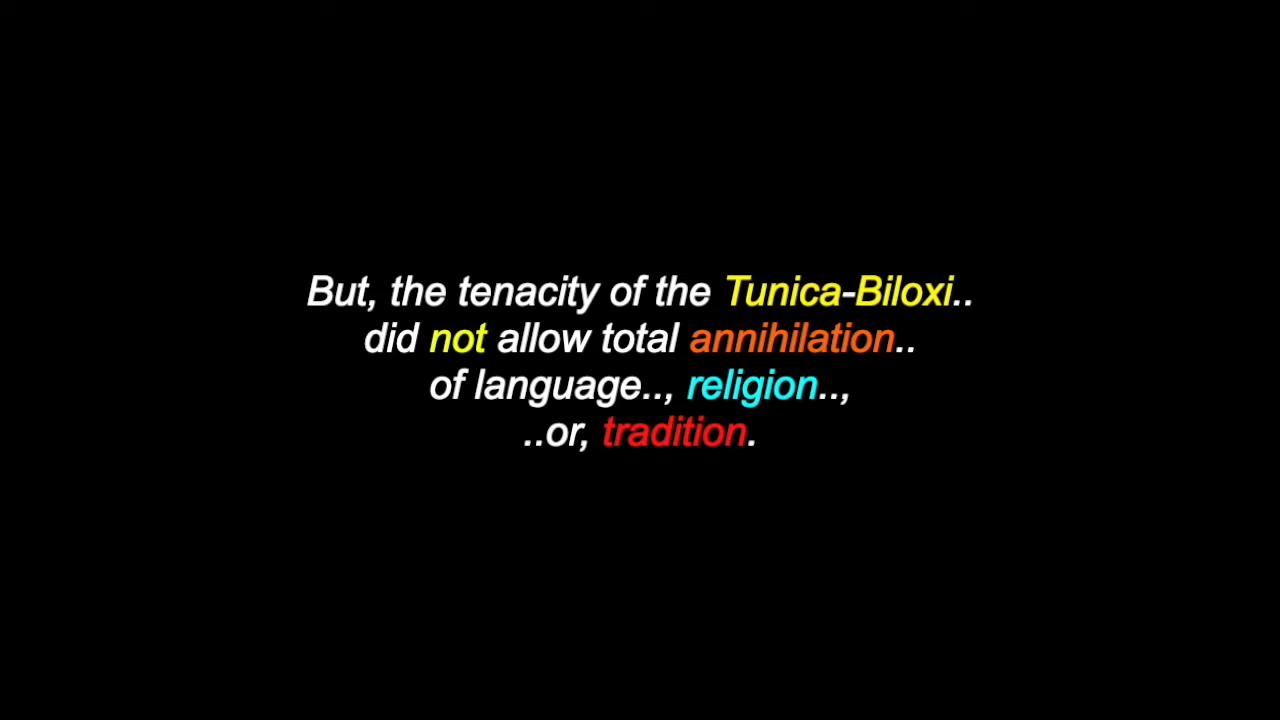 But, the tenacity of the Tunica-Biloxi..
did not allow total annihilation..
of language.., religion..,
..or, tradition.